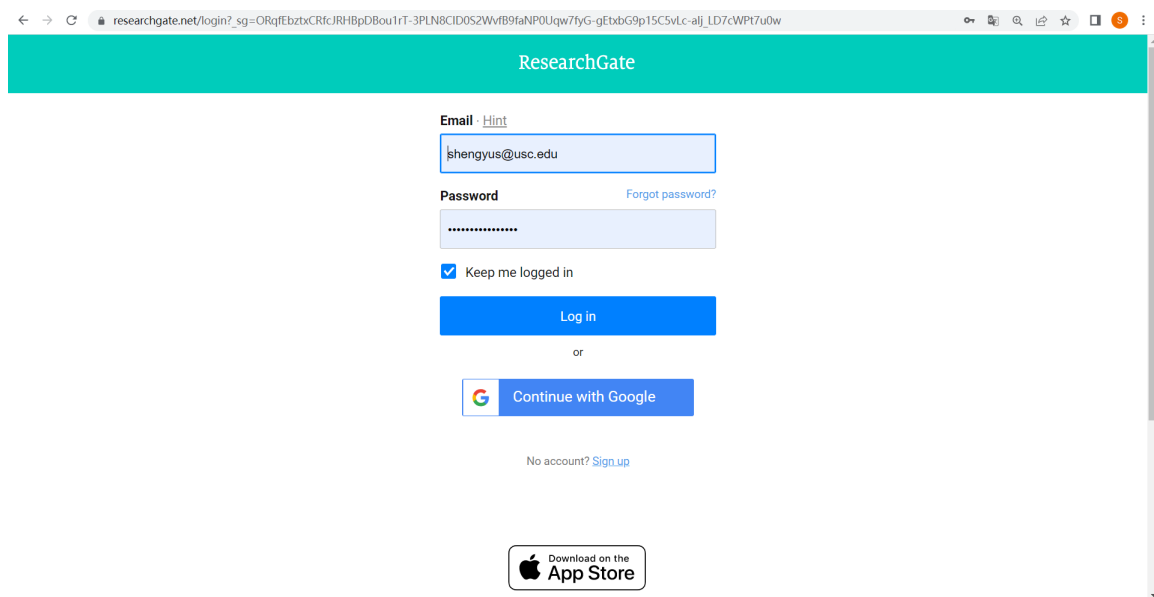 researchgate.net/login?_sg=ORqfEbztxCRfcJRHBpDBou1rT-3PLN8CID0S2WvfB9faNP0Uqw7fyG-gEtxbG9p15C5vLc-alj_LD7cWPt7u0w
S
ResearchGate
Email · Hint
shengyus@usc.edu
Password Forgot password?
••••••••••••••••
Keep me logged in
Log in
or
G Continue with Google
No account? Sign up
Download on the
App Store